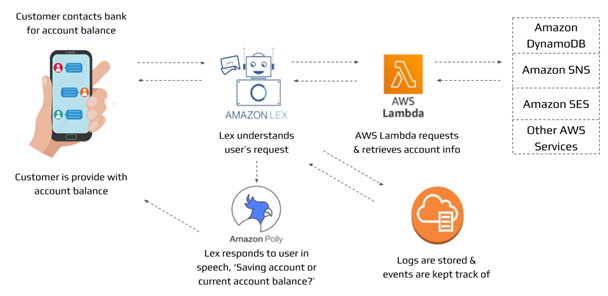 Customer contacts bank
for account balance
AMAZON LEX
Lex understands
user's request
AWS
Lambda
AWS Lambda requests
& retrieves account info
Amazon
DynamoDB
Amazon SNS
Amazon SES
Other AWS
Services
Customer is provide with
account balance
Amazon Polly
Lex responds to user in
speech, ‘Saving account or
current account balance?’
Logs are stored &
events are kept track of